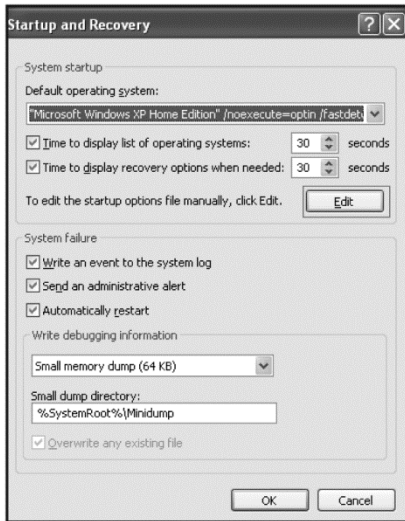 Startup and Recovery
System startup
Default operating system:
"Microsoft Windows XP Home Edition" /noexecute=optin /fastdet
Time to display list of operating systems: 30 seconds
Time to display recovery options when needed: 30 seconds
To edit the startup options file manually, click Edit. Edit
System failure
Write an event to the system log
Send an administrative alert
Automatically restart
Write debugging information
Small memory dump (64 KB)
Small dump directory:
%SystemRoot%\Minidump
Overwrite any existing file
OK Cancel